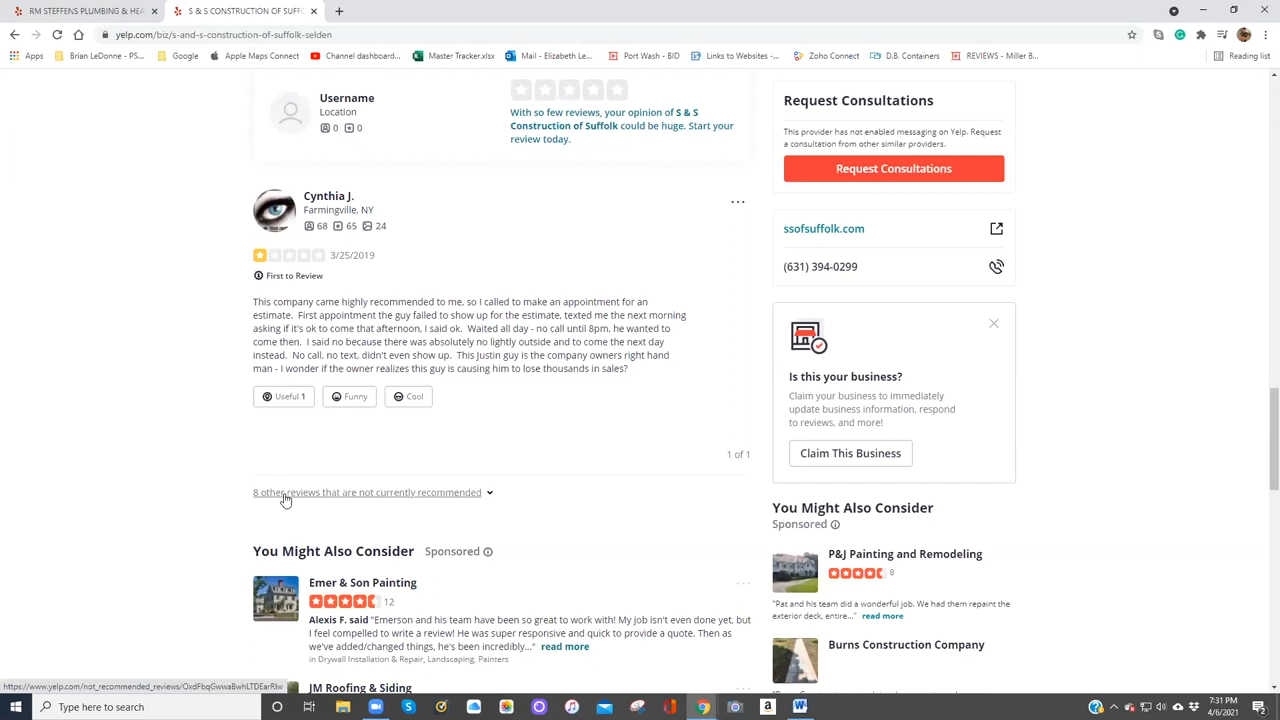 RM STEFFENS PLUMBING & HEA
S & S CONSTRUCTION OF SUFFOLK
yelp.com/biz/s-and-s-construction-of-suffolk-selden
Apps
Brian LeDonne - YPS...
Google
Apple Maps Connect
Channel dashboard...
Master Tracker.xlsx
Mail - Elizabeth Le...
Port Wash - BID
Links to Websites -...
Zoho Connect
D.B. Containers
REVIEWS - Miller B...
Reading list
Username
Location
0 0
With so few reviews, your opinion of S & S
Construction of Suffolk could be huge. Start your
review today.
Cynthia J.
Farmingville, NY
68 65 24
3/25/2019
First to Review
This company came highly recommended to me, so I called to make an appointment for an
estimate. First appointment the guy failed to show up for the estimate, texted me the next morning
asking if it's ok to come that afternoon, I said ok. Waited all day - no call until 8pm, he wanted to
come then. I said no because there was absolutely no lightly outside and to come the next day
instead. No call, no text, didn't even show up. This Justin guy is the company owners right hand
man - I wonder if the owner realizes this guy is causing him to lose thousands in sales?
Useful 1
Funny
Cool
1 of 1
8 other reviews that are not currently recommended
You Might Also Consider
Sponsored
Emer & Son Painting
12
Alexis F. said "Emerson and his team have been so great to work with! My job isn't even done yet, but
I feel compelled to write a review! He was super responsive and quick to provide a quote. Then as
we've added/changed things, he's been incredibly..." read more
in Drywall Installation & Repair, Landscaping, Painters
JM Roofing & Siding
Request Consultations
This provider has not enabled messaging on Yelp. Request
a consultation from other similar providers.
Request Consultations
ssofsuffolk.com
(631) 394-0299
Is this your business?
Claim your business to immediately
update business information, respond
to reviews, and more!
Claim This Business
You Might Also Consider
Sponsored
P&J Painting and Remodeling
8
"Pat and his team did a wonderful job. We had them repaint the
exterior deck, entire..." read more
Burns Construction Company
Type here to search
7:31 PM
4/6/2021